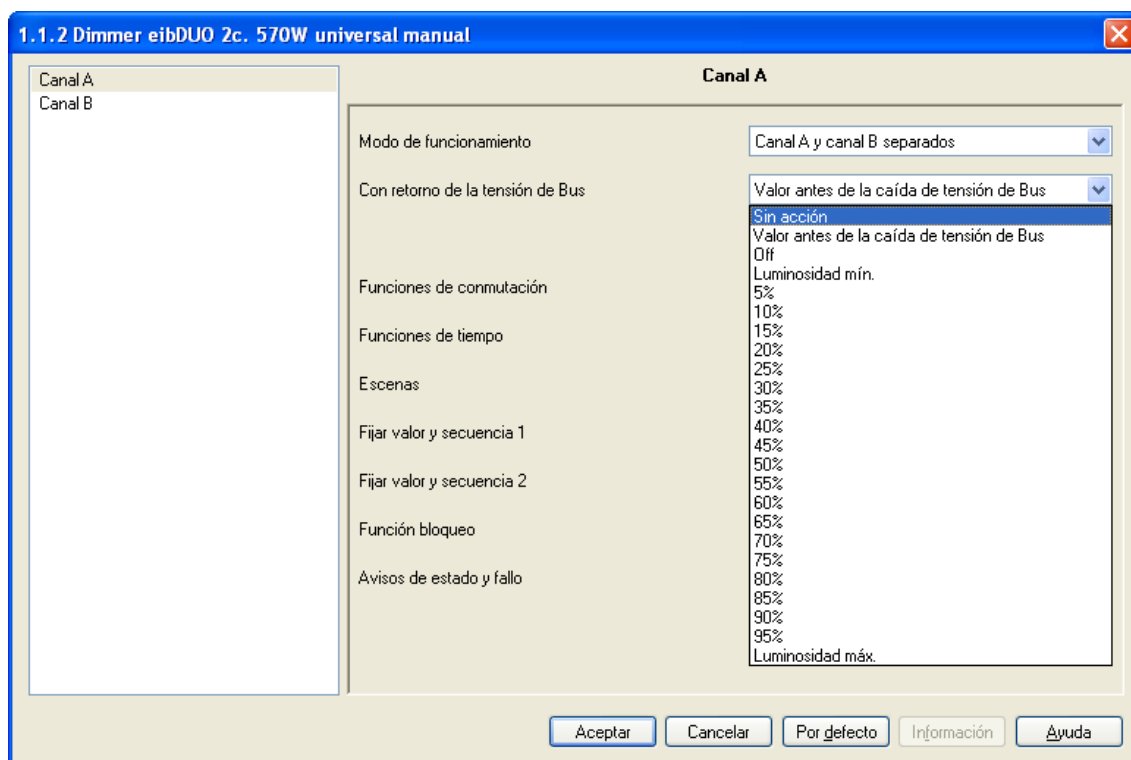 1.1.2 Dimmer eibDUO 2c. 570W universal manual
Canal A
Canal B
Canal A
Modo de funcionamiento
Canal A y canal B separados
Con retorno de la tensión de Bus
Valor antes de la caída de tensión de Bus
Sin acción
Valor antes de la caída de tensión de Bus
Off
Luminosidad mín.
5%
10%
15%
20%
25%
30%
35%
40%
45%
50%
55%
60%
65%
70%
75%
80%
85%
90%
95%
Luminosidad máx.
Funciones de conmutación
Funciones de tiempo
Escenas
Fijar valor y secuencia 1
Fijar valor y secuencia 2
Función bloqueo
Avisos de estado y fallo
Aceptar
Cancelar
Por defecto
Información
Ayuda